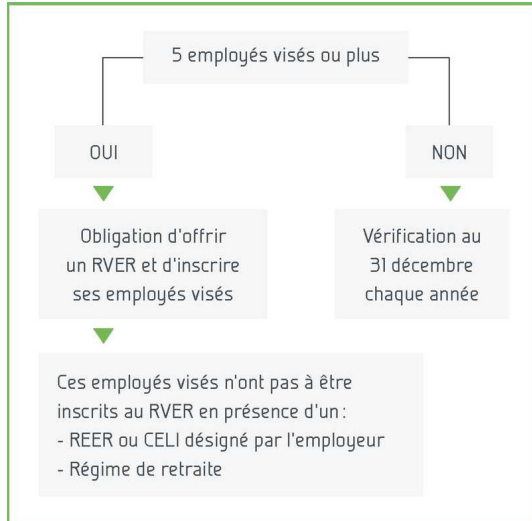 5 employés visés ou plus
OUI
NON
Obligation d'offrir
un RVER et d'inscrire
ses employés visés
Vérification au
31 décembre
chaque année
Ces employés visés n'ont pas à être
inscrits au RVER en présence d'un :
- REER ou CELI désigné par l'employeur
- Régime de retraite